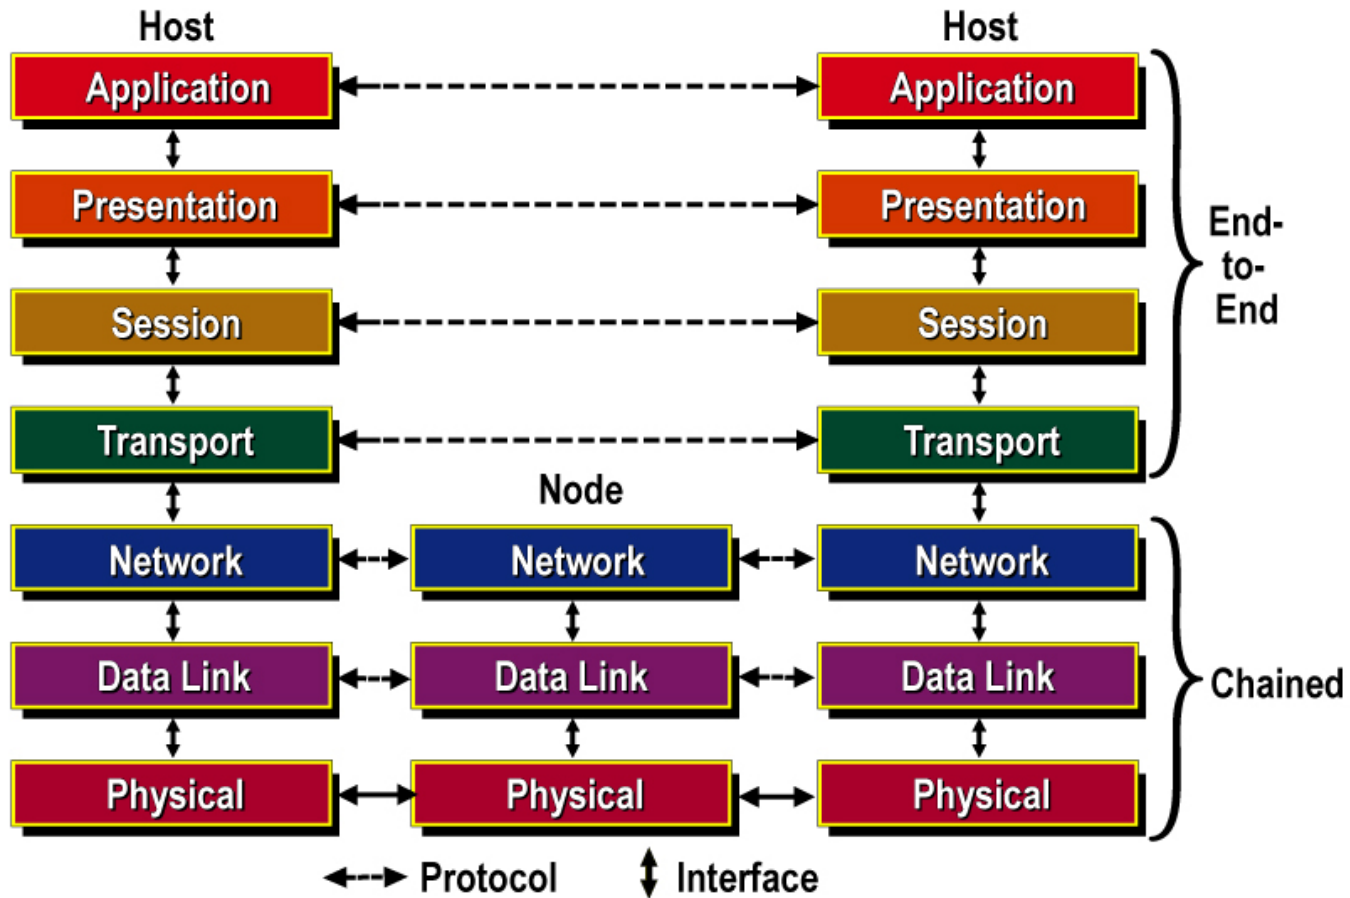 Host Host
Application Application
Presentation Presentation
End-
to-
End
Session Session
Transport Transport
Node
Network Network Network
Data Link Data Link Data Link
Chained
Physical Physical Physical
Protocol Interface